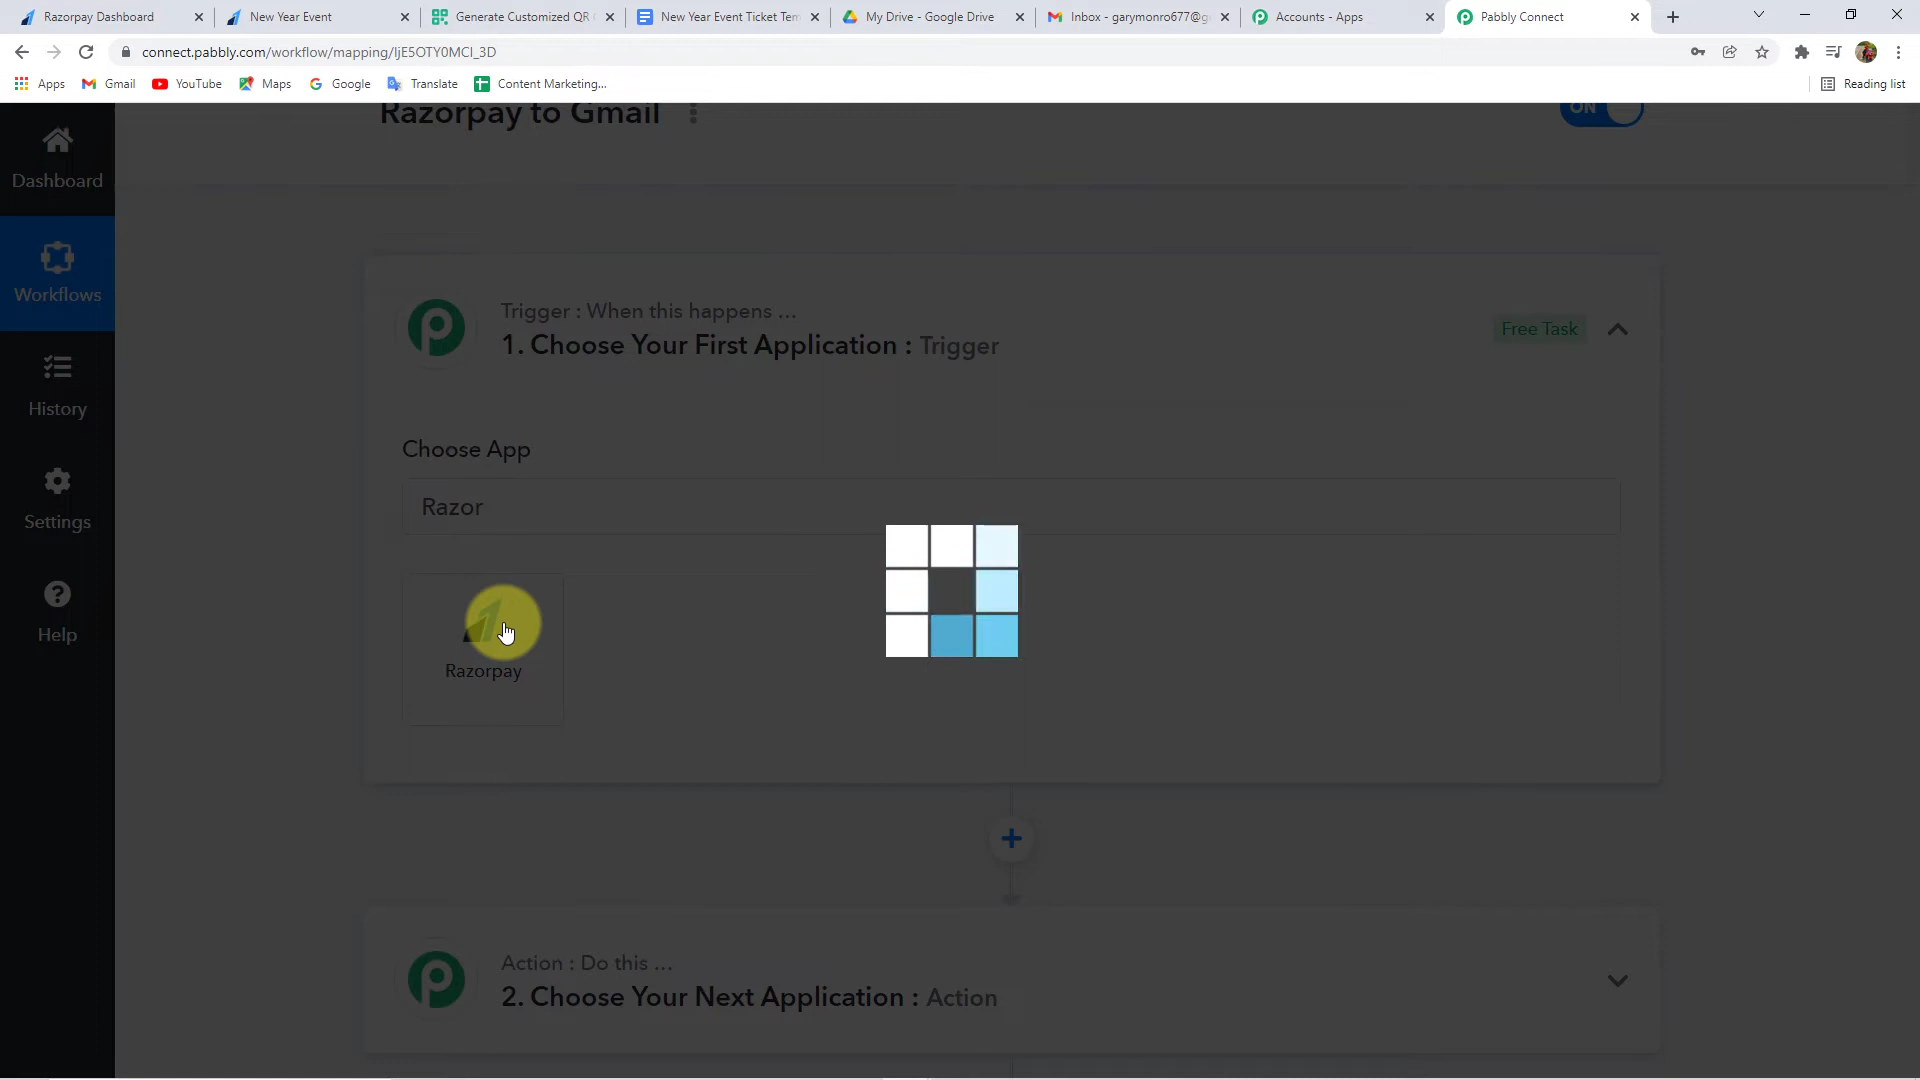 Razorpay Dashboard
New Year Event
Generate Customized QR
New Year Event Ticket Tem
My Drive - Google Drive
Inbox - garymonro677@g
Accounts - Apps
Pabbly Connect
connect.pabbly.com/workflow/mapping/IjE5OTY0MCI_3D
Apps
Gmail
YouTube
Maps
Google
Translate
Content Marketing...
Reading list
Razorpay to Gmail
ON
Dashboard
Workflows
History
Settings
Help
Trigger : When this happens ...
1. Choose Your First Application : Trigger
Free Task
Choose App
Razor
Razorpay
Action : Do this ...
2. Choose Your Next Application : Action